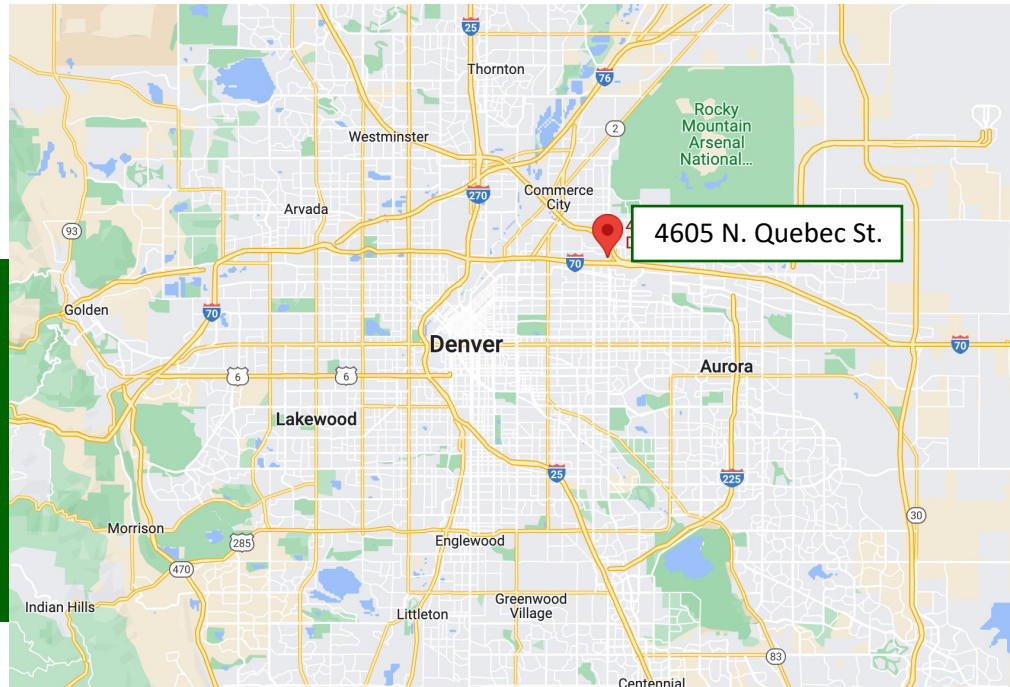 25
Thornton
76
Rocky
Mountain
Arsenal
National...
2
Westminster
270
Commerce
City
Arvada
93
4605 N. Quebec St.
70
Golden
70
Denver
70
Aurora
6
6
Lakewood
25
225
30
Morrison
285
Englewood
470
Indian Hills
Greenwood
Village
Littleton
83
Centennial